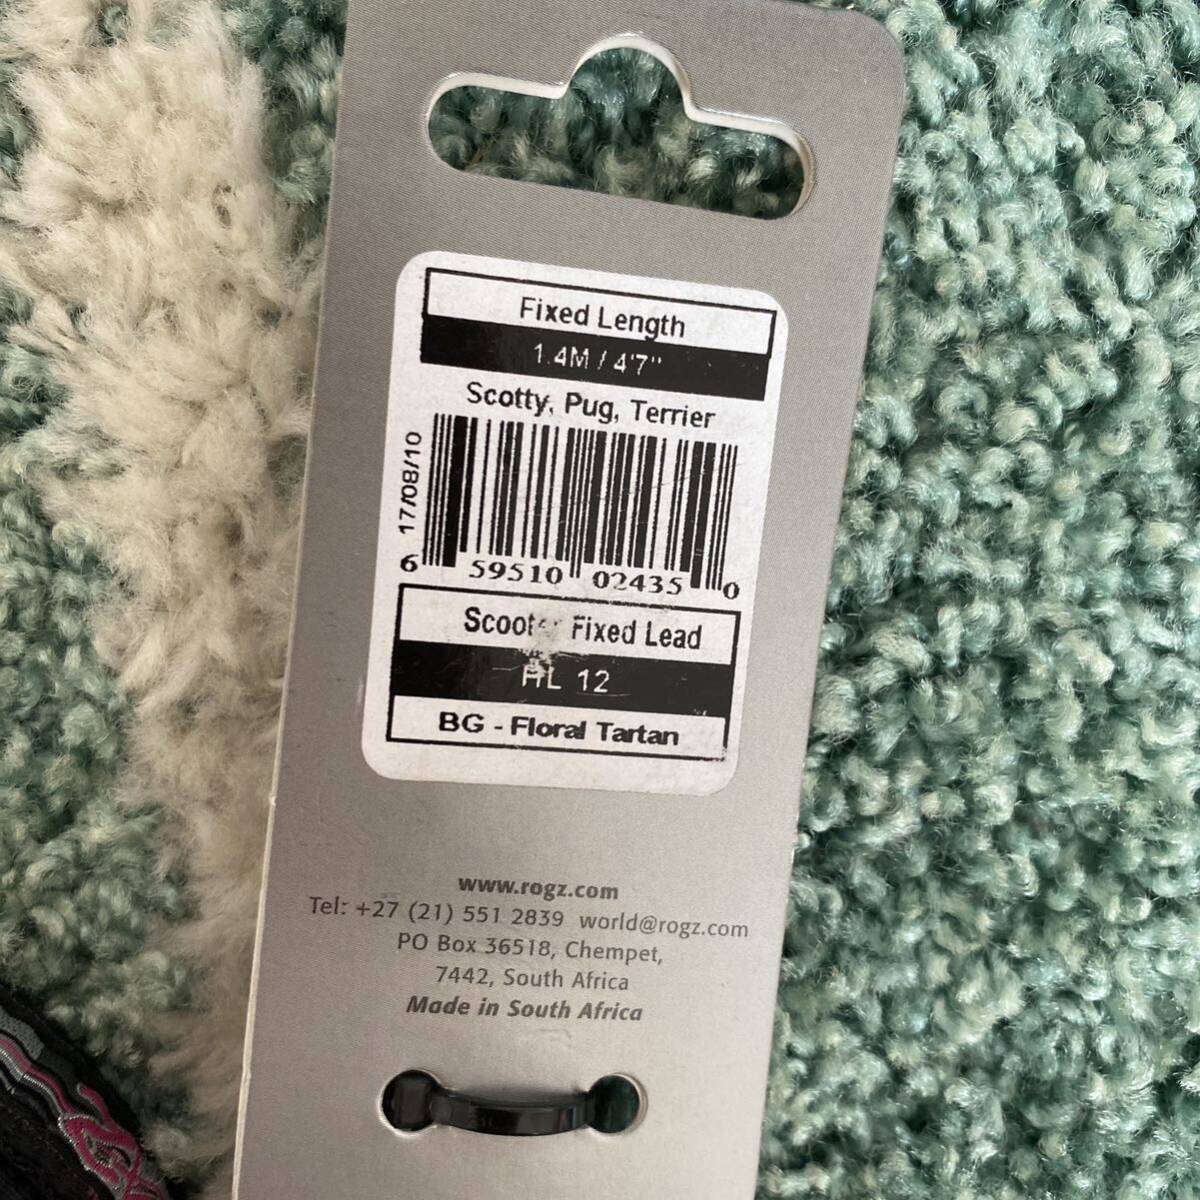 Fixed Length
1.4M / 4'7"
Scotty, Pug, Terrier
17/08/10
6 59510 02435 0
Fixed Lead
HL 12
BG - Floral Tartan
www.rogz.com
Tel: +27 (21) 551 2839 world@rogz.com
PO Box 36518, Chempet,
7442, South Africa
Made in South Africa